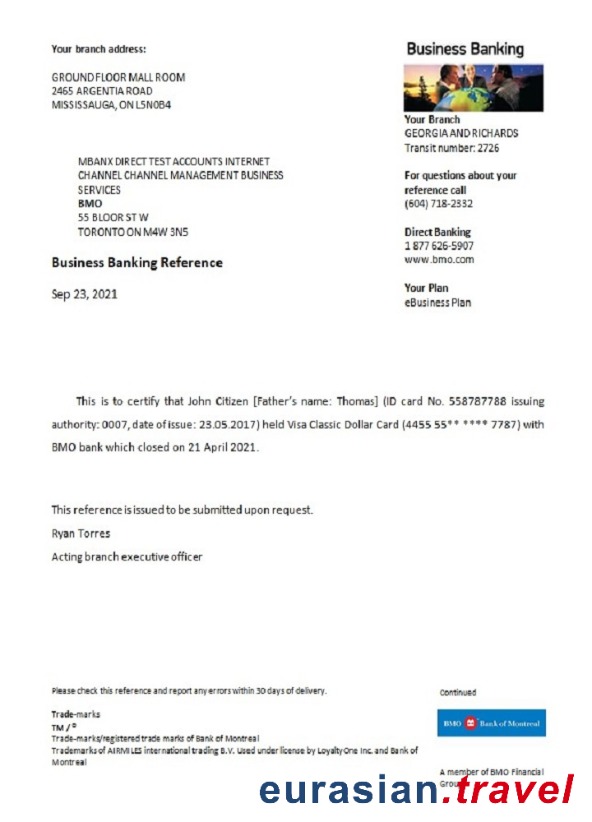 Your branch address:
GROUND FLOOR MALL ROOM
2465 ARGENTIA ROAD
MISSISSAUGA, ON L5N0B4
Business Banking
Your Branch
GEORGIA AND RICHARDS
Transit number: 2726
For questions about your
reference call
(604) 718-2332
Direct Banking
1 877 626-5907
www.bmo.com
Your Plan
eBusiness Plan
MBANX DIRECT TEST ACCOUNTS INTERNET
CHANNEL CHANNEL MANAGEMENT BUSINESS
SERVICES
BMO
55 BLOOR ST W
TORONTO ON M4W 3N5
Business Banking Reference
Sep 23, 2021
This is to certify that John Citizen [Father's name: Thomas] (ID card No. 558787788 issuing
authority: 0007, date of issue: 23.05.2017) held Visa Classic Dollar Card (4455 55** **** 7787) with
BMO bank which closed on 21 April 2021.
This reference is issued to be submitted upon request.
Ryan Torres
Acting branch executive officer
Please check this reference and report any errors within 30 days of delivery.
Trade-marks
TM / ®
Trade-marks/registered trade marks of Bank of Montreal
Trademarks of AIRMILES international trading B.V. Used under license by LoyaltyOne Inc. and Bank of
Montreal
Continued
BMO Bank of Montreal
A member of BMO Financial
Group
eurasian.travel